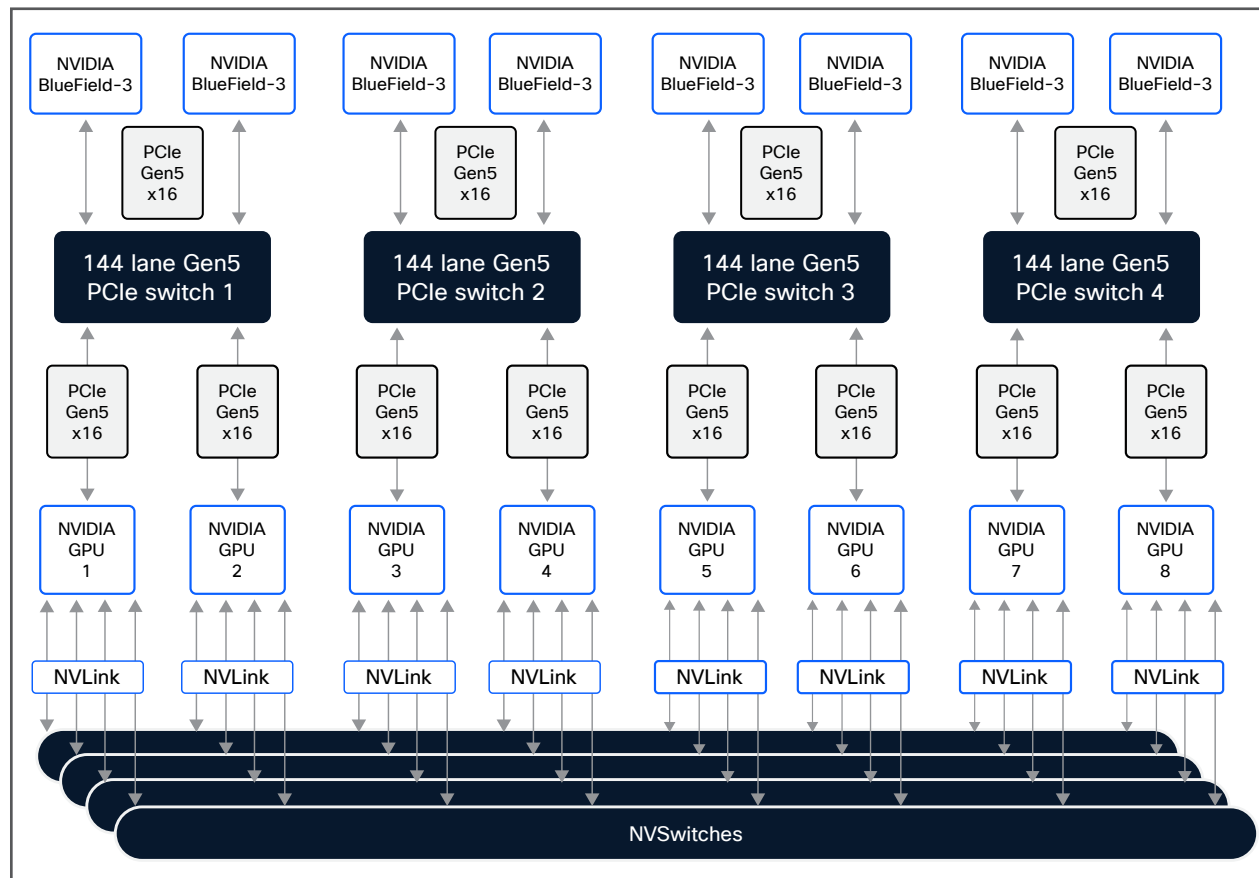 NVIDIA
BlueField-3
NVIDIA
BlueField-3
NVIDIA
BlueField-3
NVIDIA
BlueField-3
NVIDIA
BlueField-3
NVIDIA
BlueField-3
NVIDIA
BlueField-3
NVIDIA
BlueField-3
PCIe
Gen5
x16
PCIe
Gen5
x16
PCIe
Gen5
x16
PCIe
Gen5
x16
144 lane Gen5
PCIe switch 1
144 lane Gen5
PCIe switch 2
144 lane Gen5
PCIe switch 3
144 lane Gen5
PCIe switch 4
PCIe
Gen5
x16
PCIe
Gen5
x16
PCIe
Gen5
x16
PCIe
Gen5
x16
PCIe
Gen5
x16
PCIe
Gen5
x16
PCIe
Gen5
x16
PCIe
Gen5
x16
NVIDIA
GPU
1
NVIDIA
GPU
2
NVIDIA
GPU
3
NVIDIA
GPU
4
NVIDIA
GPU
5
NVIDIA
GPU
6
NVIDIA
GPU
7
NVIDIA
GPU
8
NVLink
NVLink
NVLink
NVLink
NVLink
NVLink
NVLink
NVLink
NVSwitches